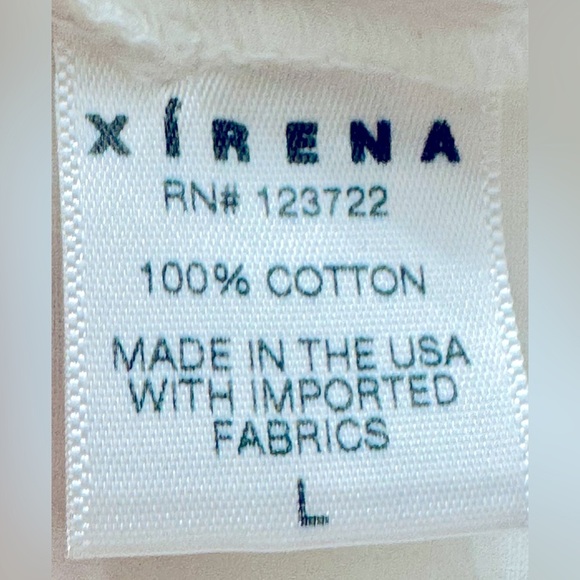 XÍRENA
RN# 123722
100% COTTON
MADE IN THE USA
WITH IMPORTED
FABRICS
L